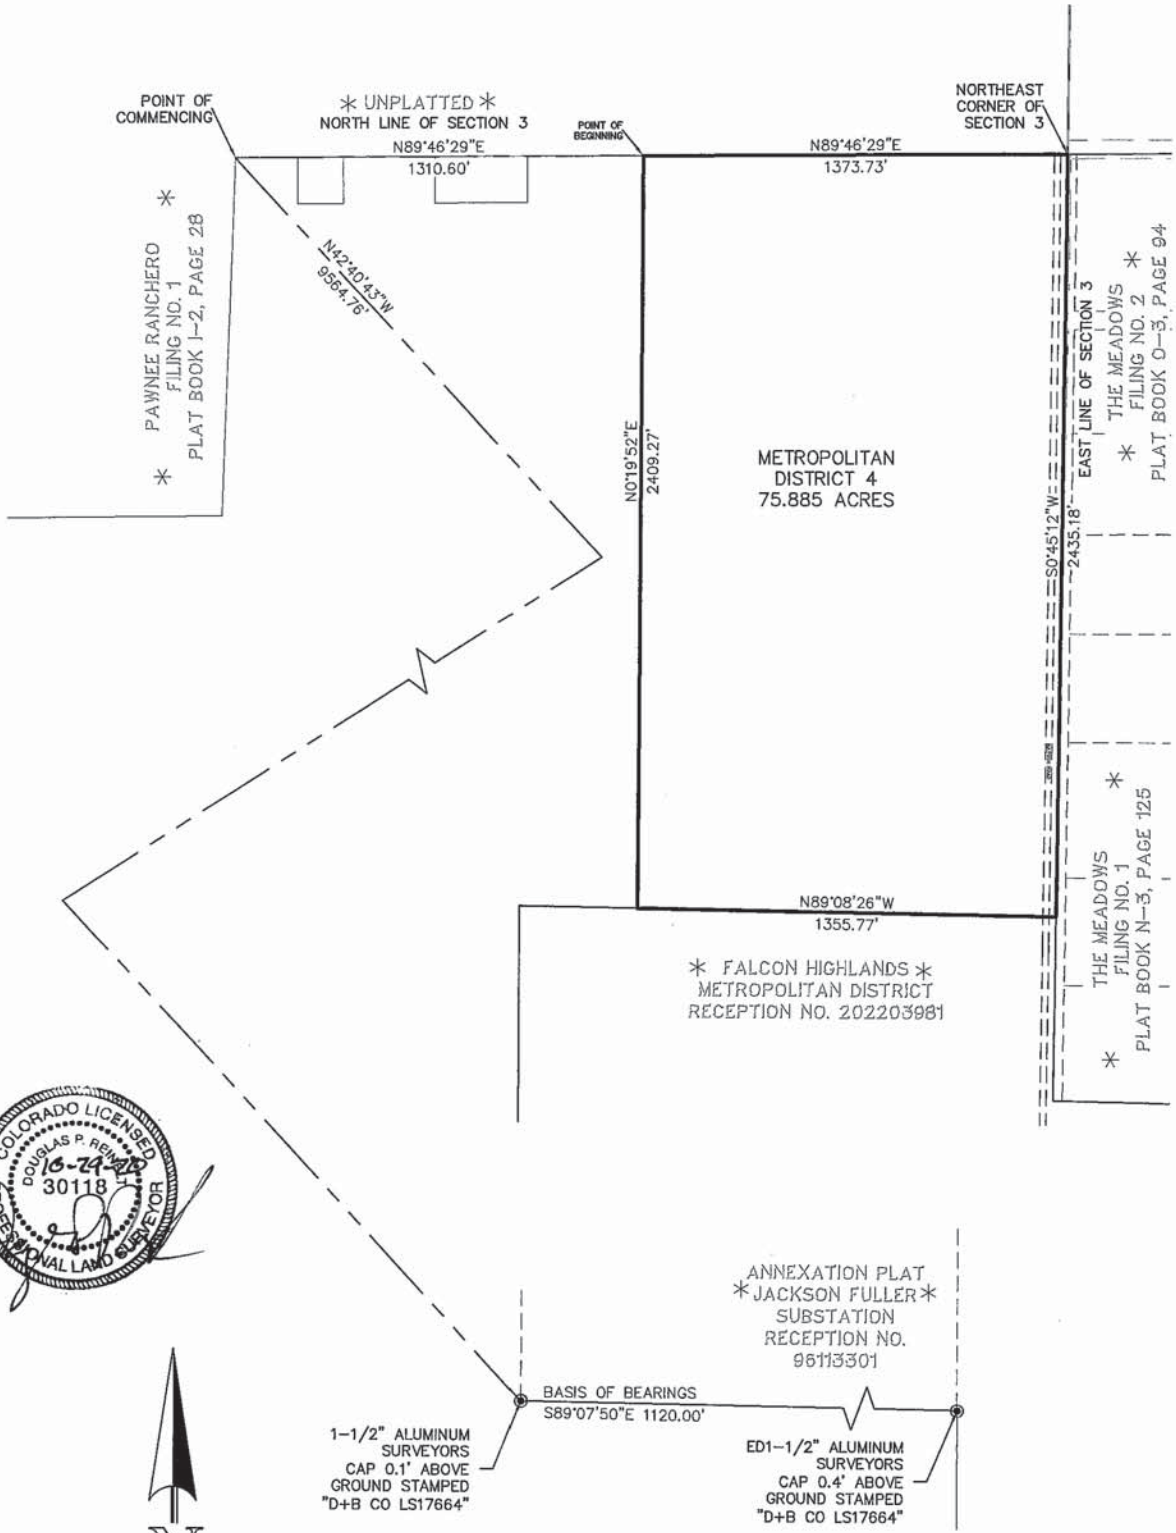 POINT OF
COMMENCING
* UNPLATTED *
NORTH LINE OF SECTION 3
N89°46'29"E
1310.60'
POINT OF
BEGINNING
N89°46'29"E
1373.73'
NORTHEAST
CORNER OF
SECTION 3
* PAWNEE RANCHERO *
FILING NO. 1
PLAT BOOK I-2, PAGE 28
N42°40'43"W
9564.76'
N0°19'52"E
2409.27'
METROPOLITAN
DISTRICT 4
75.885 ACRES
S0°45'12"W
2435.18'
EAST LINE OF SECTION 3
* THE MEADOWS *
FILING NO. 2
PLAT BOOK O-3, PAGE 94
N89°08'26"W
1355.77'
* THE MEADOWS *
FILING NO. 1
PLAT BOOK N-3, PAGE 125
* FALCON HIGHLANDS *
METROPOLITAN DISTRICT
RECEPTION NO. 202203981
COLORADO LICENSED
DOUGLAS P.
30118
PROFESSIONAL LAND SURVEYOR
ANNEXATION PLAT
* JACKSON FULLER *
SUBSTATION
RECEPTION NO.
96113301
BASIS OF BEARINGS
S89°07'50"E 1120.00'
1-1/2" ALUMINUM
SURVEYORS
CAP 0.1' ABOVE
GROUND STAMPED
"D+B CO LS17664"
ED1-1/2" ALUMINUM
SURVEYORS
CAP 0.4' ABOVE
GROUND STAMPED
"D+B CO LS17664"